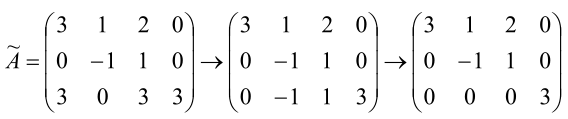 Ã = (3 1 2 0; 0 −1 1 0; 3 0 3 3) → (3 1 2 0; 0 −1 1 0; 0 −1 1 3) → (3 1 2 0; 0 −1 1 0; 0 0 0 3)